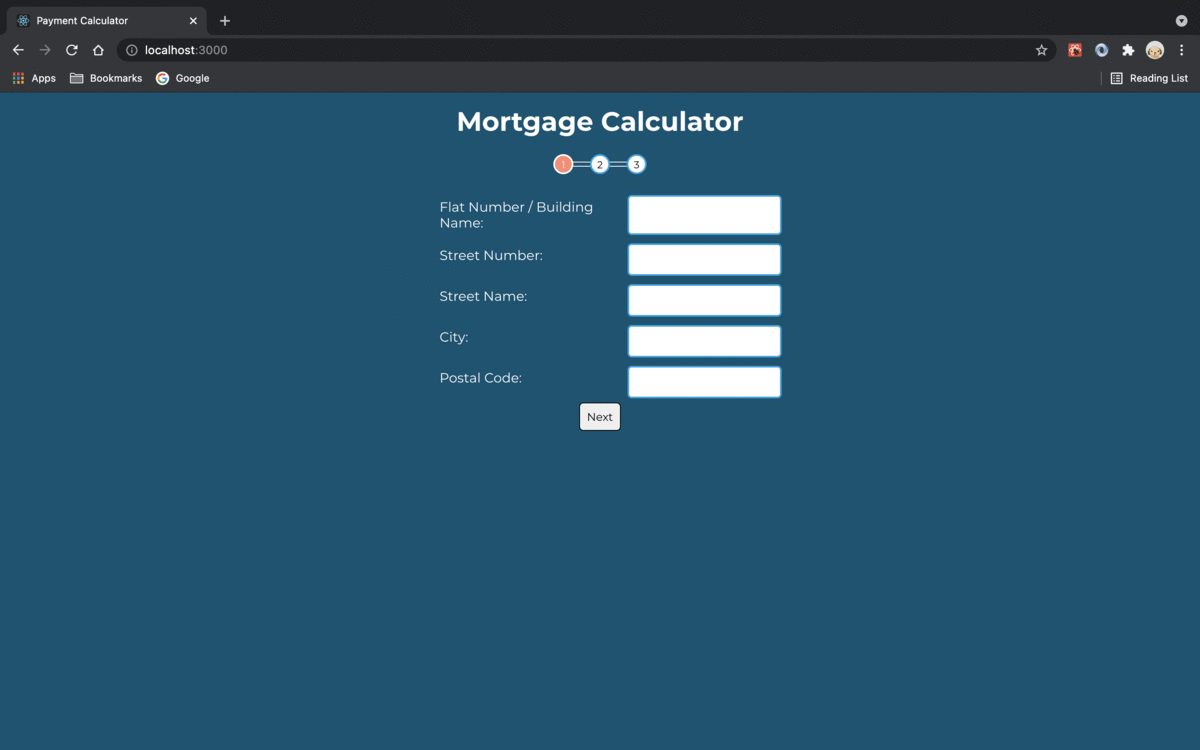 Payment Calculator
localhost:3000
Apps Bookmarks Google Reading List
Mortgage Calculator
1 2 3
Flat Number / Building
Name:
Street Number:
Street Name:
City:
Postal Code:
Next